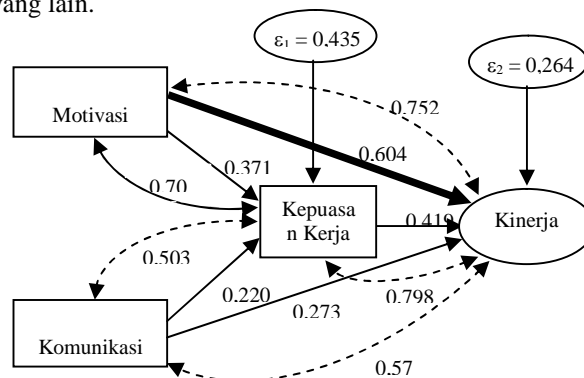 yang lain.
ε1 = 0,435
ε2 = 0,264
Motivasi
0.752
0.604
0.371
0.70
Kepuasa
n Kerja
0.419
Kinerja
0.503
0.220
0.273
0.798
Komunikasi
0.57